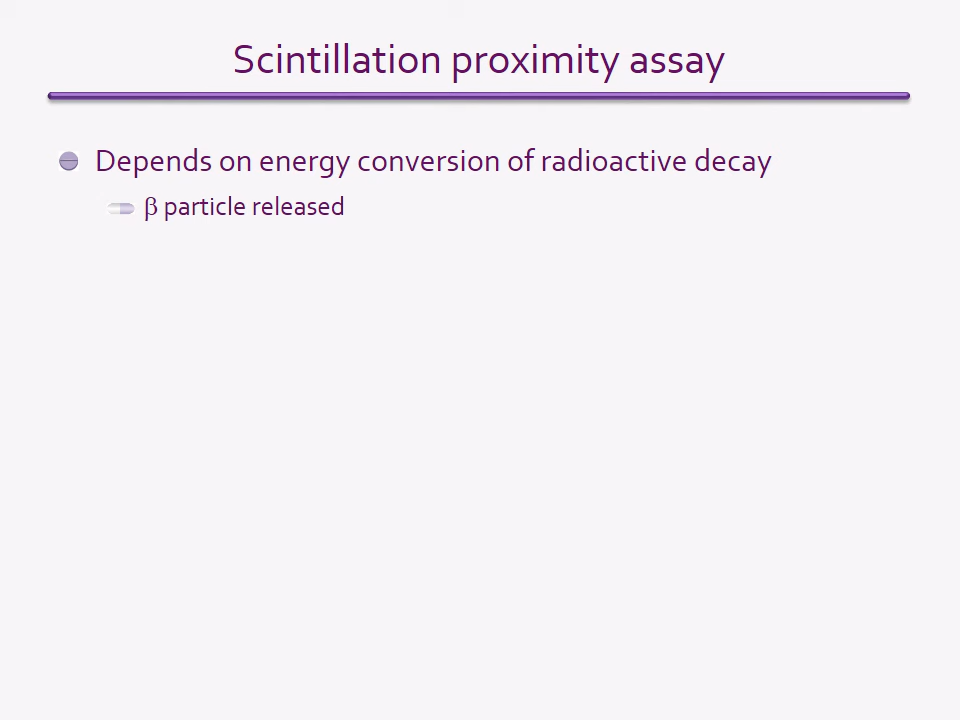 Scintillation proximity assay
Depends on energy conversion of radioactive decay
β particle released